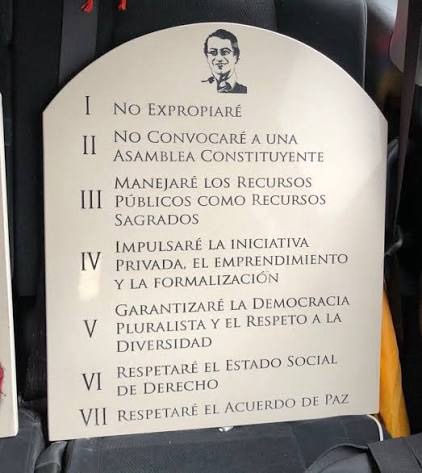 I No Expropiaré
II No Convocaré a una
Asamblea Constituyente
III Manejaré los Recursos
Públicos como Recursos
Sagrados
IV Impulsaré la iniciativa
Privada, el emprendimiento
y la formalización
V Garantizaré la Democracia
Pluralista y el Respeto a la
Diversidad
VI Respetaré el Estado Social
de Derecho
VII Respetaré el Acuerdo de Paz